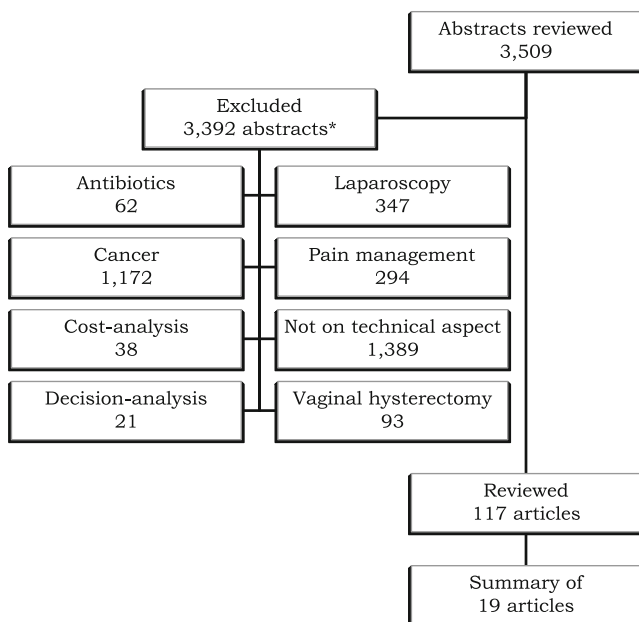 Abstracts reviewed
3,509
Excluded
3,392 abstracts*
Antibiotics
62
Laparoscopy
347
Cancer
1,172
Pain management
294
Cost-analysis
38
Not on technical aspect
1,389
Decision-analysis
21
Vaginal hysterectomy
93
Reviewed
117 articles
Summary of
19 articles